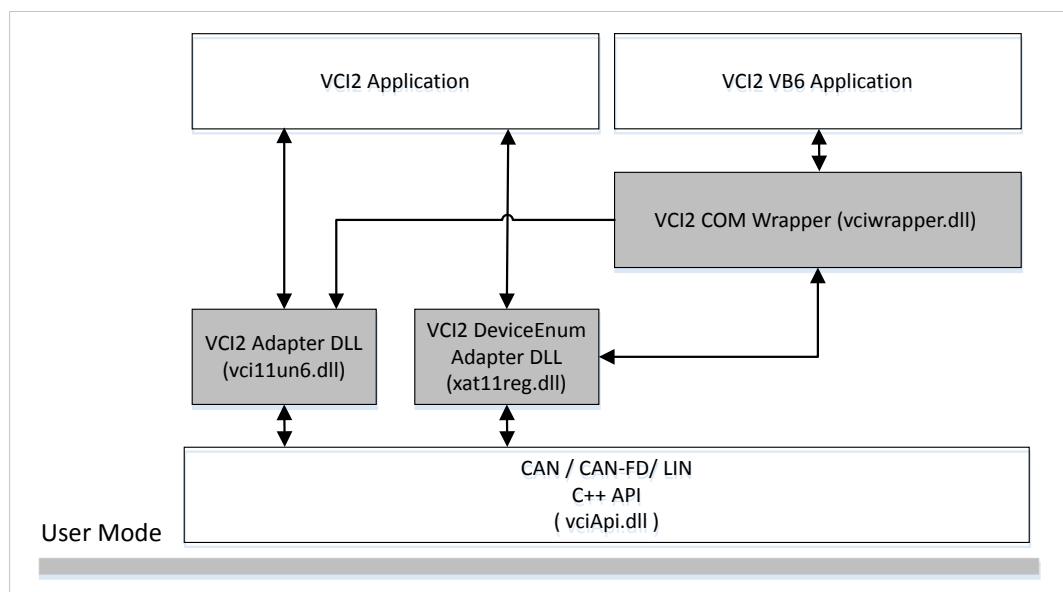 VCI2 Application
VCI2 VB6 Application
VCI2 COM Wrapper (vciwrapper.dll)
VCI2 Adapter DLL
(vci11un6.dll)
VCI2 DeviceEnum
Adapter DLL
(xat11reg.dll)
CAN / CAN-FD/ LIN
C++ API
( vciApi.dll )
User Mode